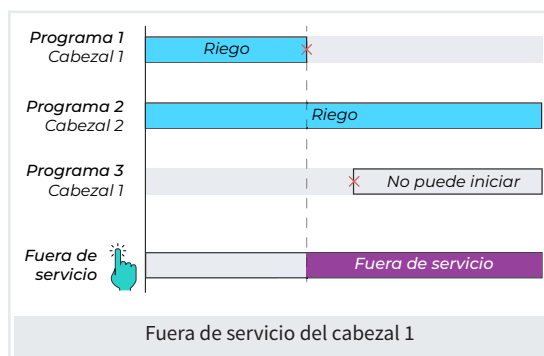 Programa 1
Cabezal 1
Riego
Programa 2
Cabezal 2
Riego
Programa 3
Cabezal 1
No puede iniciar
Fuera de
servicio
Fuera de servicio
Fuera de servicio del cabezal 1